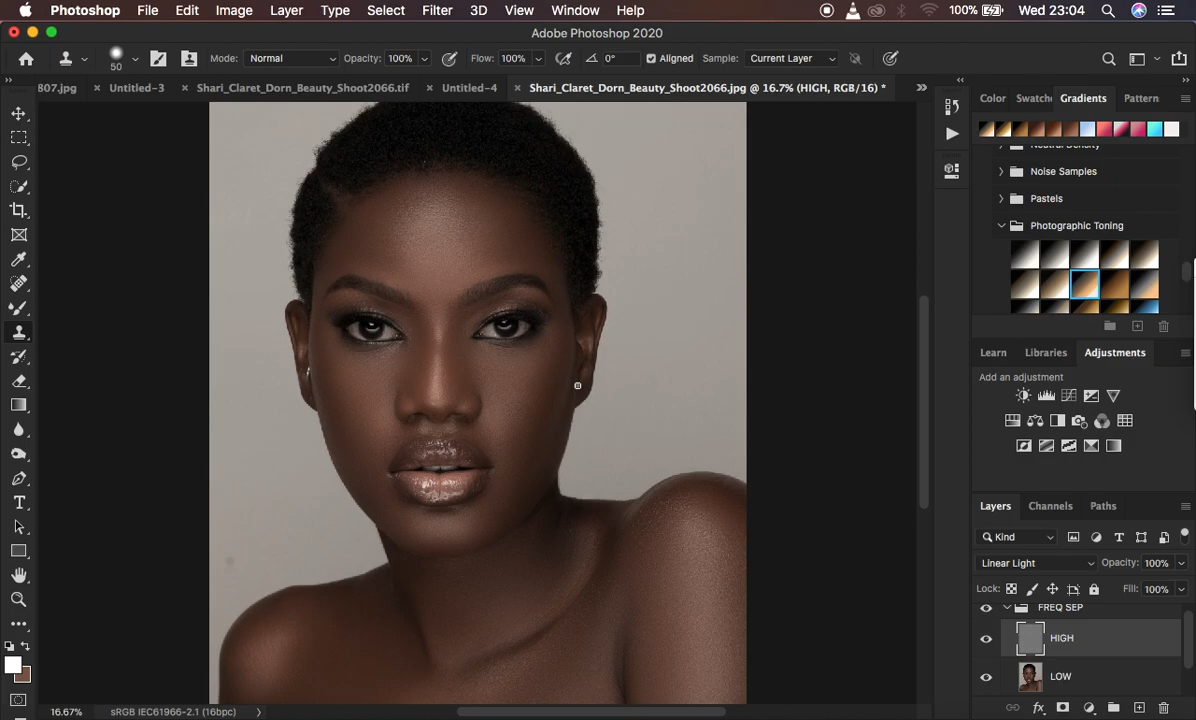 Photoshop File Edit Image Layer Type Select Filter 3D View Window Help 100% Wed 23:04
Adobe Photoshop 2020
50 Mode: Normal Opacity: 100% Flow: 100% 0° Aligned Sample: Current Layer
807.jpg × Untitled-3 × Shari_Claret_Dorn_Beauty_Shoot2066.tif × Untitled-4 × Shari_Claret_Dorn_Beauty_Shoot2066.jpg @ 16.7% (HIGH, RGB/16) *
Color Swatch Gradients Pattern
Neutral Density
Noise Samples
Pastels
Photographic Toning
Learn Libraries Adjustments
Add an adjustment
Layers Channels Paths
Kind
Linear Light Opacity: 100%
Lock: Fill: 100%
FREQ SEP
HIGH
LOW
16.67% sRGB IEC61966-2.1 (16bpc)